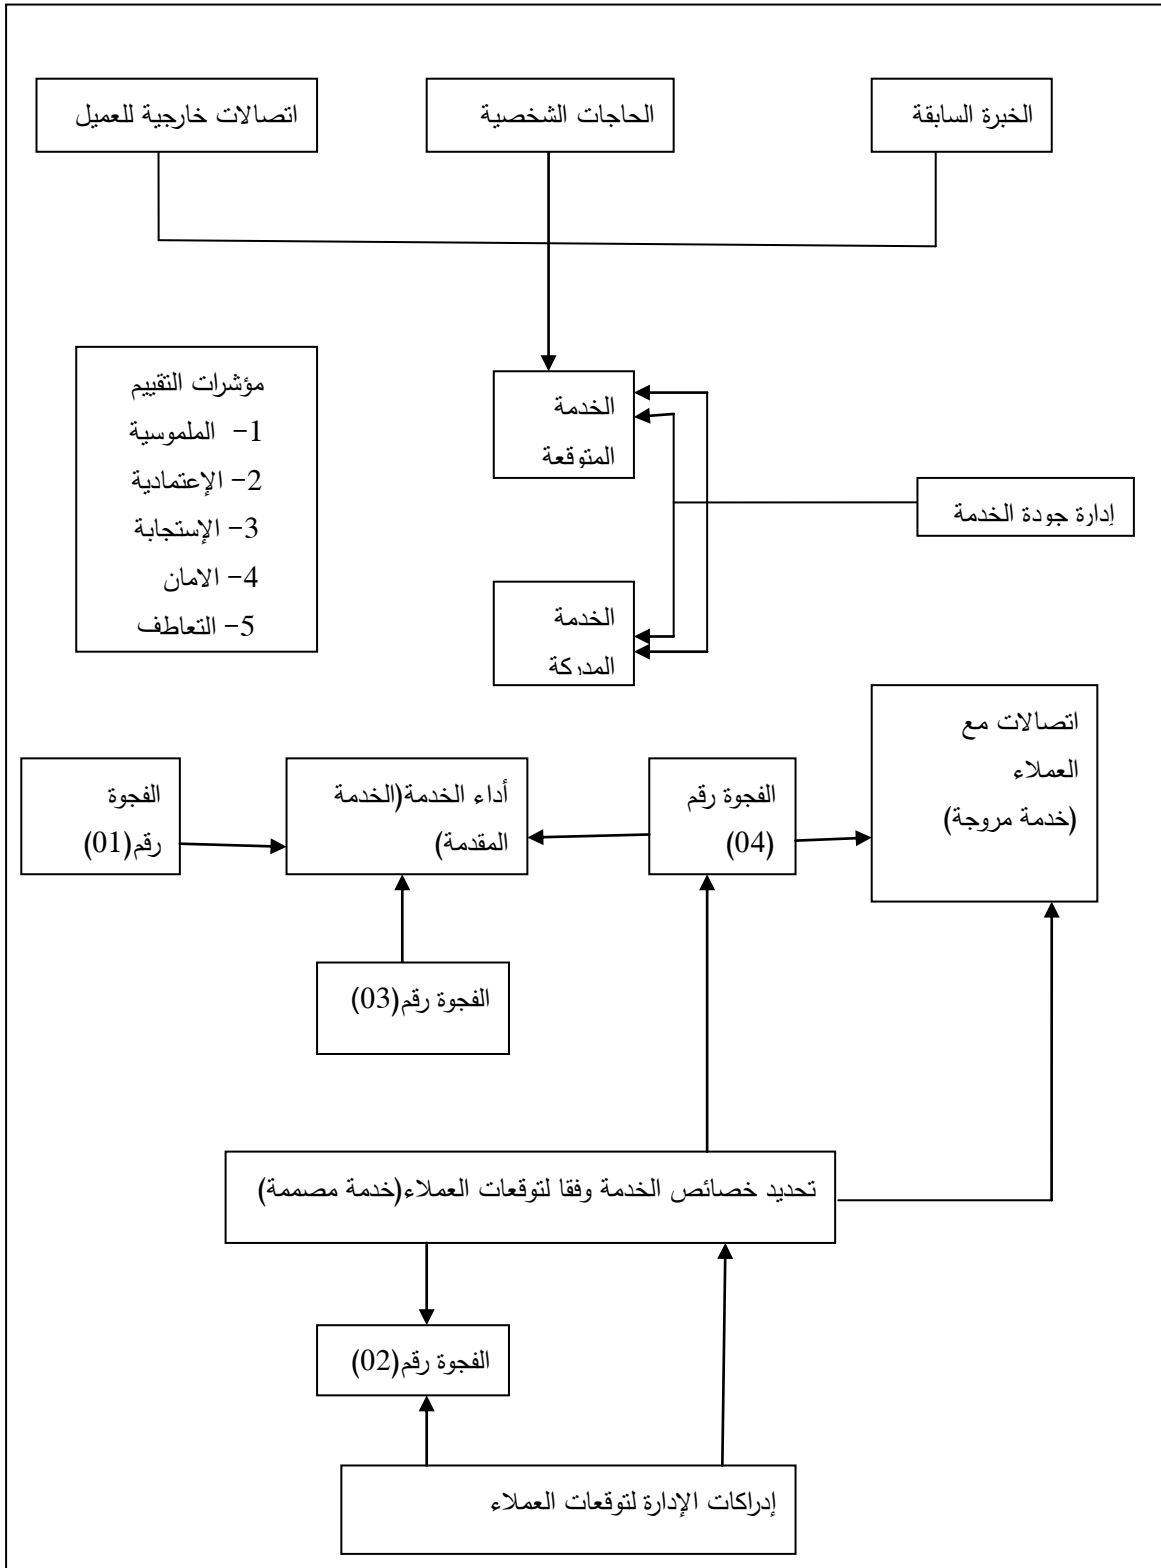 الخبرة السابقة
الحاجات الشخصية
اتصالات خارجية للعميل
مؤشرات التقييم
1- الملموسية
2- الإعتمادية
3- الإستجابة
4- الامان
5- التعاطف
الخدمة
المتوقعة
إدارة جودة الخدمة
الخدمة
المدركة
اتصالات مع
العملاء
(خدمة مروجة)
الفجوة رقم
(04)
أداء الخدمة(الخدمة
المقدمة)
الفجوة
رقم(01)
الفجوة رقم(03)
تحديد خصائص الخدمة وفقا لتوقعات العملاء(خدمة مصممة)
الفجوة رقم(02)
إدراكات الإدارة لتوقعات العملاء